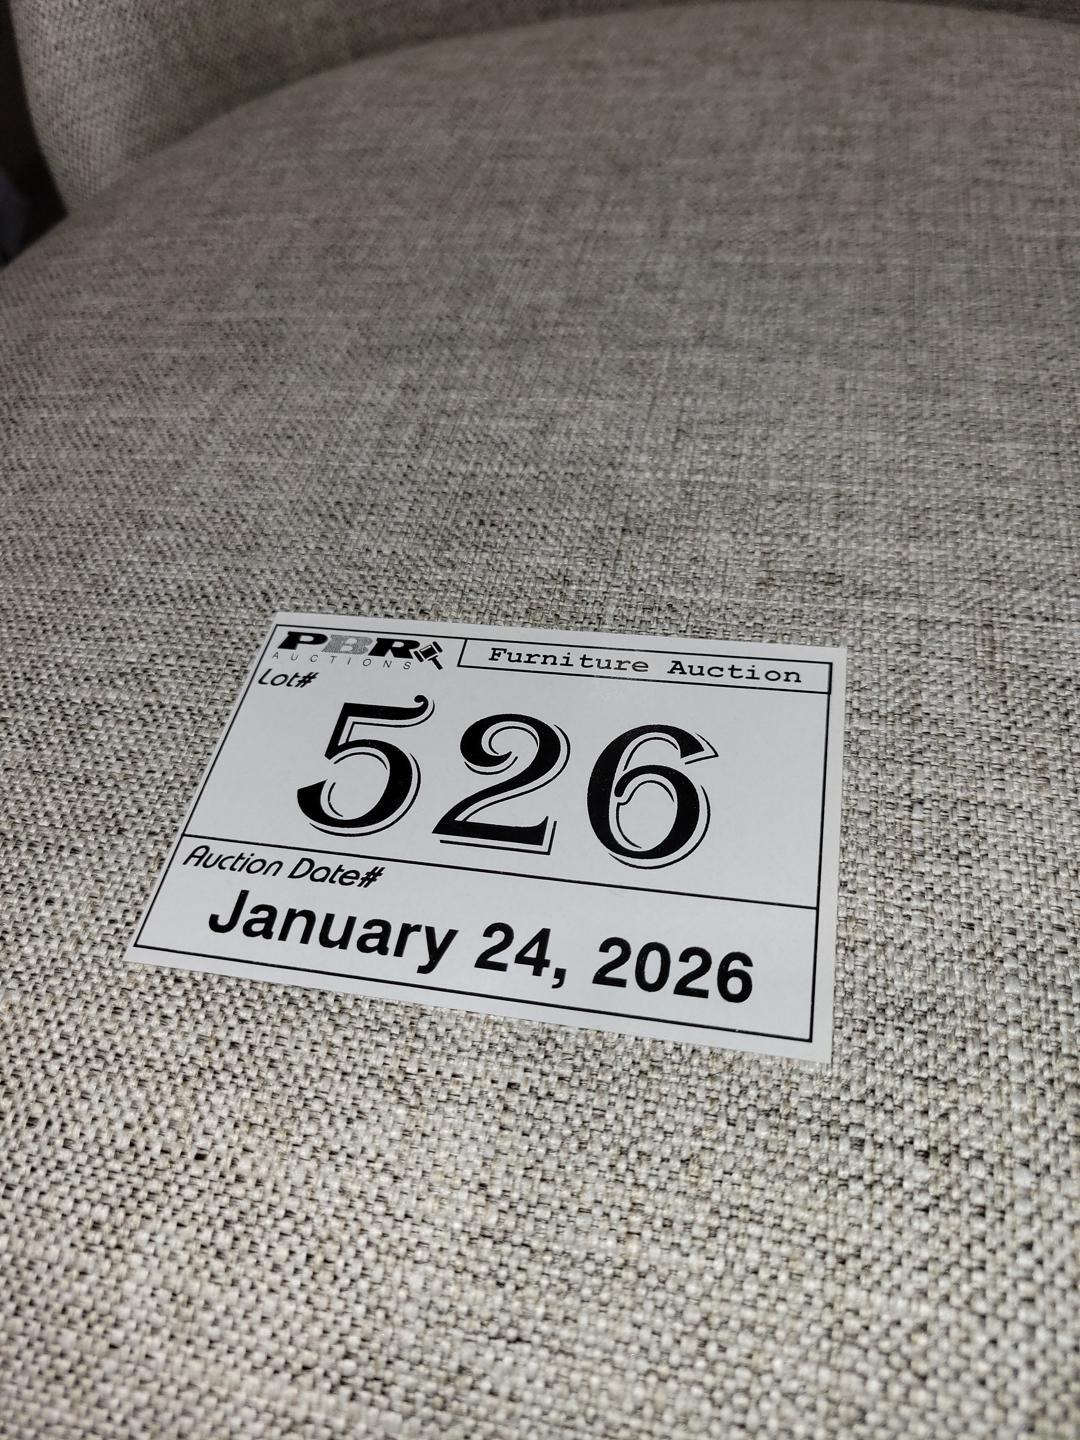 PBR
AUCTIONS
Furniture Auction
Lot#
526
Auction Date#
January 24, 2026